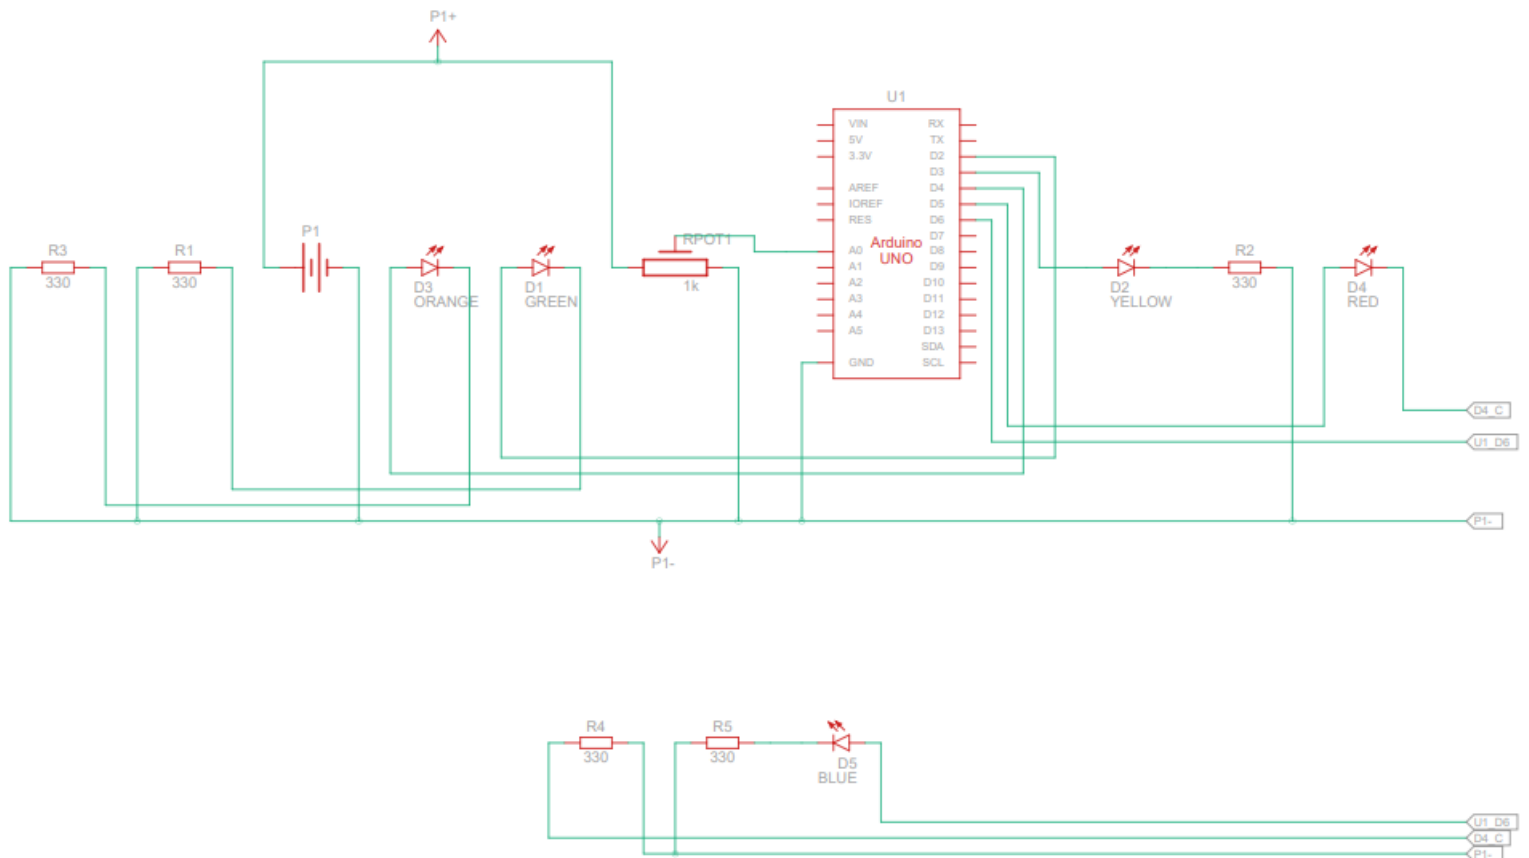 P1+
U1
VIN RX
5V TX
3.3V D2
D3
AREF D4
IOREF D5
RES D6
D7
A0 D8
A1 D9
A2 D10
A3 D11
A4 D12
A5 D13
SDA
GND SCL
Arduino
UNO
R3
330
R1
330
P1
D3
ORANGE
D1
GREEN
RPOT1
1k
D2
YELLOW
R2
330
D4
RED
D4_C
U1_D6
P1-
P1-
R4
330
R5
330
D5
BLUE
U1_D6
D4_C
P1-